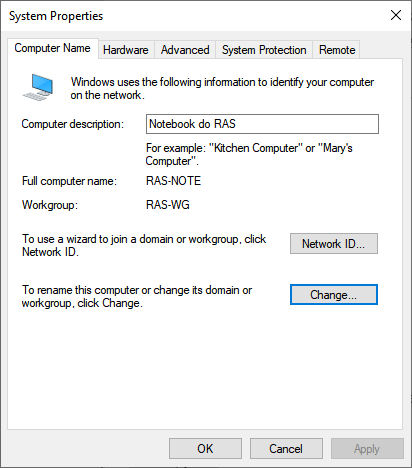 System Properties
Computer Name Hardware Advanced System Protection Remote
Windows uses the following information to identify your computer
on the network.
Computer description: Notebook do RAS
For example: "Kitchen Computer" or "Mary's
Computer".
Full computer name: RAS-NOTE
Workgroup: RAS-WG
To use a wizard to join a domain or workgroup, click
Network ID.
Network ID...
To rename this computer or change its domain or
workgroup, click Change.
Change...
OK Cancel Apply